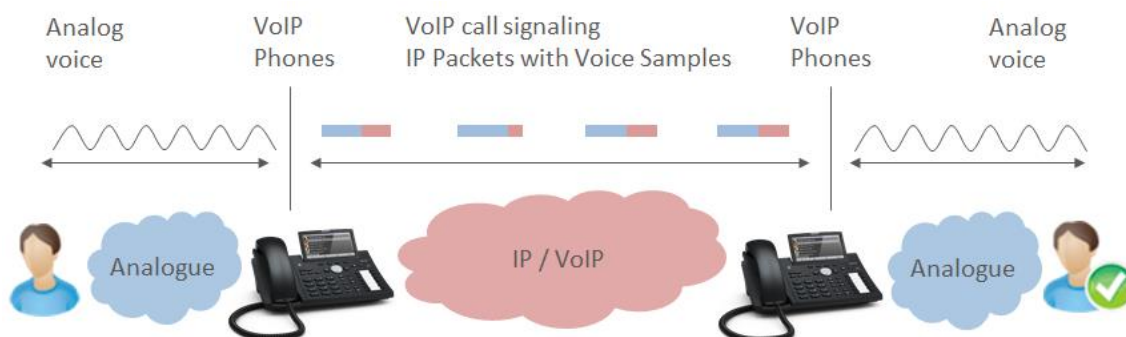 Analog
voice
VoIP
Phones
VoIP call signaling
IP Packets with Voice Samples
VoIP
Phones
Analog
voice
Analogue
IP / VoIP
Analogue